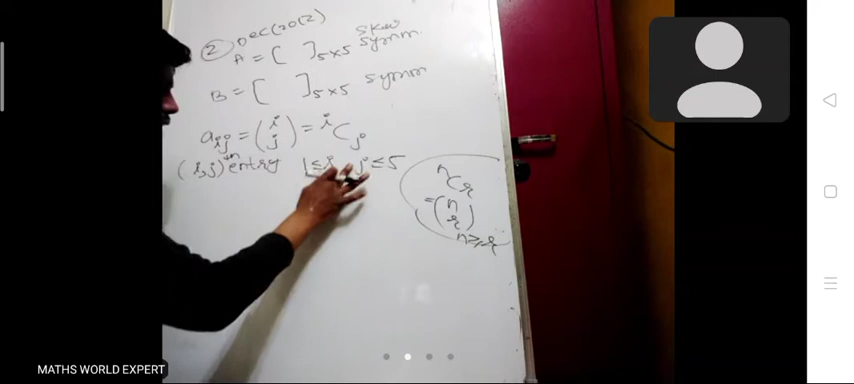 ② Dec(2012)
A = [ ]5×5 skew symm.
B = [ ]5×5 symm
aij = (i j) = iCj
(i,j)th entry 1≤i, j≤5
nCr
= (n r)
n≥r
MATHS WORLD EXPERT